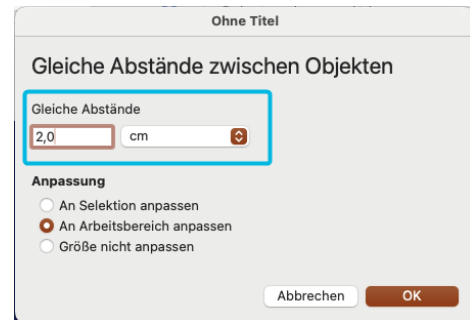 Ohne Titel
Gleiche Abstände zwischen Objekten
Gleiche Abstände
2,0 cm
Anpassung
An Selektion anpassen
An Arbeitsbereich anpassen
Größe nicht anpassen
Abbrechen OK